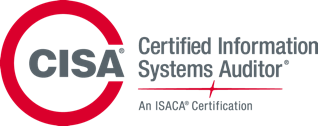 CISA®
Certified Information
Systems Auditor®
An ISACA® Certification